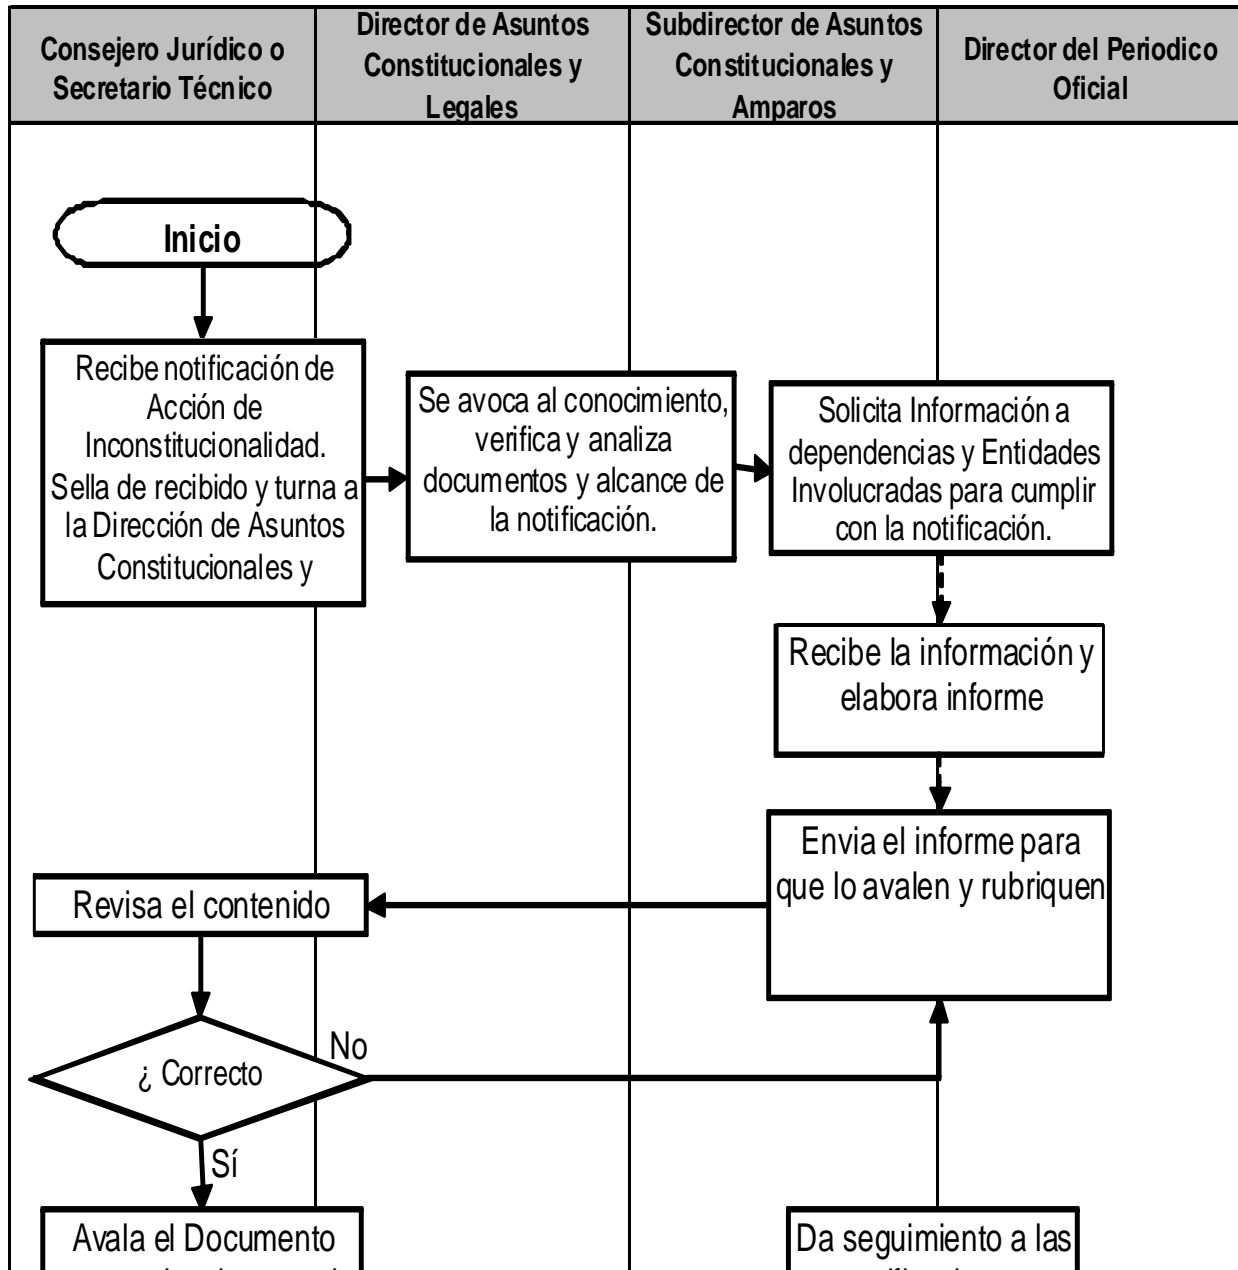 Consejero Jurídico o
Secretario Técnico
Director de Asuntos
Constitucionales y
Legales
Subdirector de Asuntos
Constitucionales y
Amparos
Director del Periodico
Oficial
Inicio
Recibe notificación de
Acción de
Inconstitucionalidad.
Sella de recibido y turna a
la Dirección de Asuntos
Constitucionales y
Se avoca al conocimiento,
verifica y analiza
documentos y alcance de
la notificación.
Solicita Información a
dependencias y Entidades
Involucradas para cumplir
con la notificación.
Recibe la información y
elabora informe
Envia el informe para
que lo avalen y rubriquen
Revisa el contenido
¿ Correcto
No
Sí
Avala el Documento
Da seguimiento a las